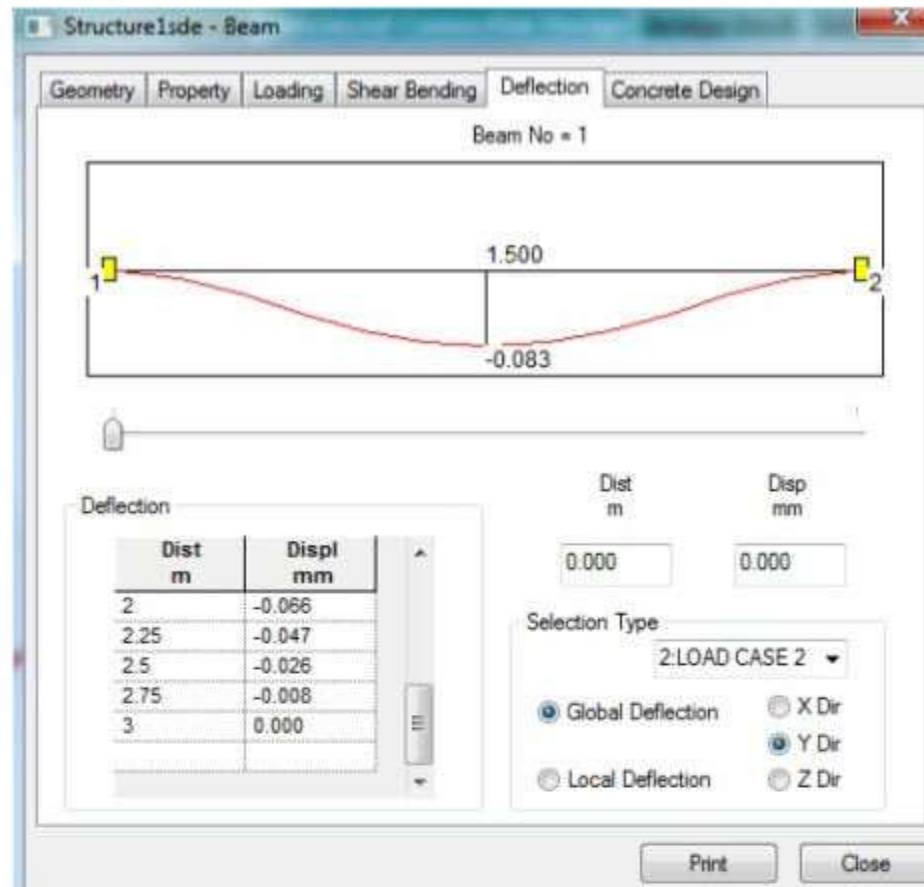 Structure1sde - Beam
Geometry Property Loading Shear Bending Deflection Concrete Design
Beam No = 1
1.500
1 2
-0.083
Dist Disp
m mm
0.000 0.000
Deflection
Dist Displ
m mm
2 -0.066
2.25 -0.047
2.5 -0.026
2.75 -0.008
3 0.000
Selection Type
2:LOAD CASE 2
Global Deflection X Dir
Y Dir
Local Deflection Z Dir
Print Close